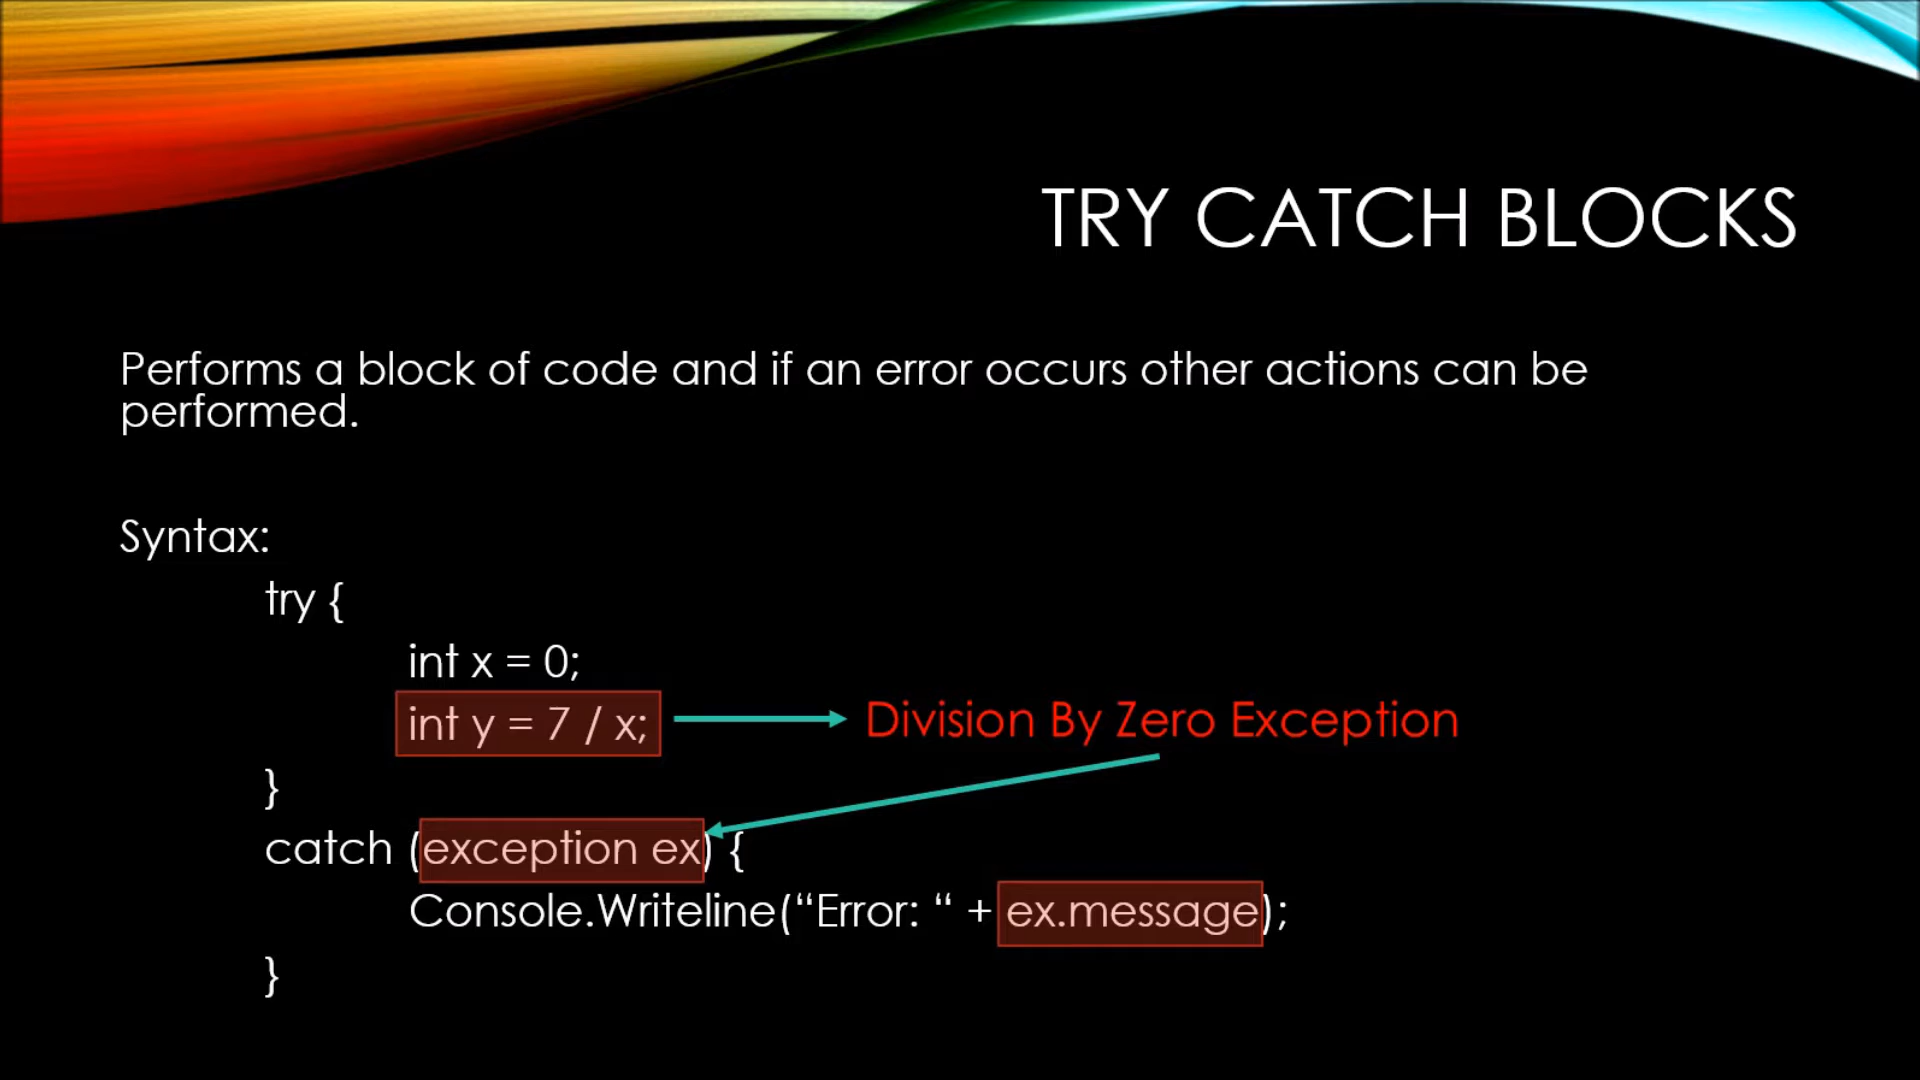 TRY CATCH BLOCKS
Performs a block of code and if an error occurs other actions can be
performed.
Syntax:
try {
int x = 0;
int y = 7 / x; Division By Zero Exception
}
catch (exception ex) {
Console.Writeline(“Error: “ + ex.message);
}